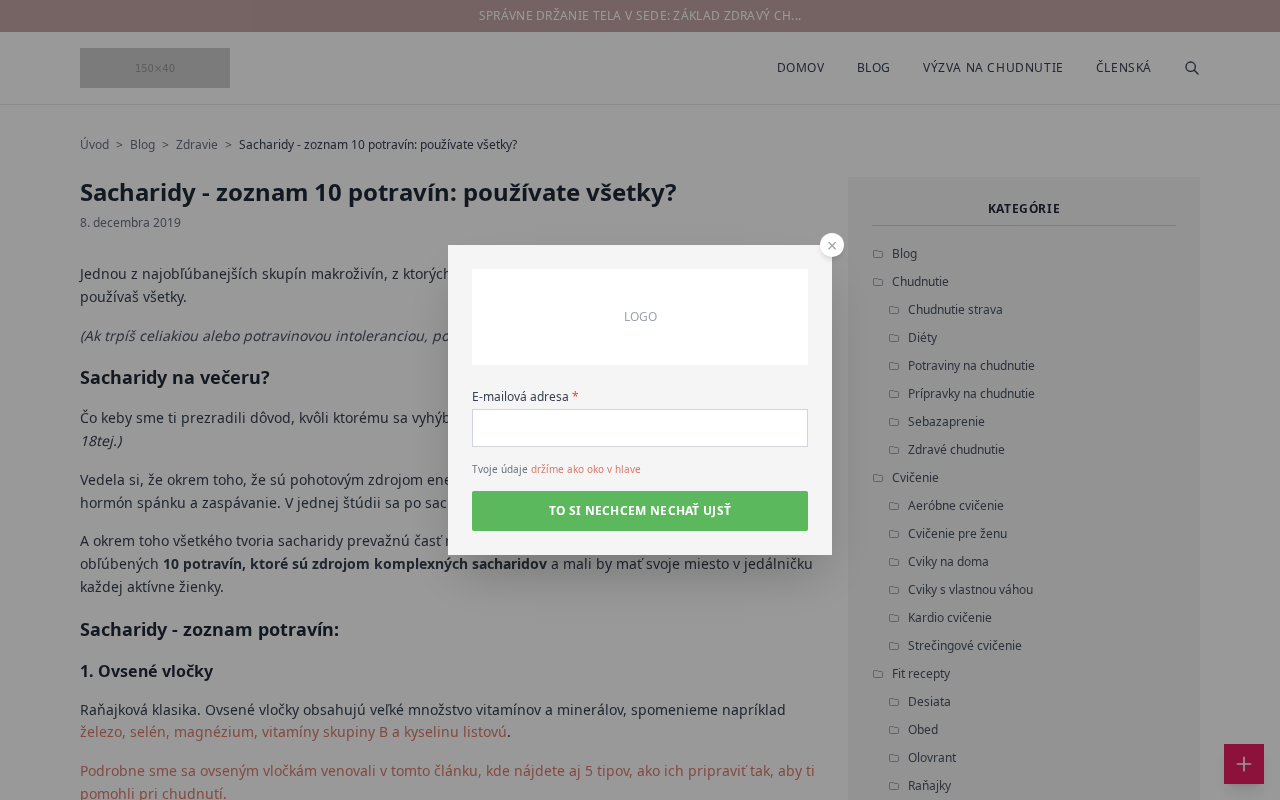 SPRÁVNE DRŽANIE TELA V SEDE: ZÁKLAD ZDRAVÝ CH...
150×40
DOMOV
BLOG
VÝZVA NA CHUDNUTIE
ČLENSKÁ
Úvod > Blog > Zdravie > Sacharidy - zoznam 10 potravín: používate všetky?
Sacharidy - zoznam 10 potravín: používate všetky?
8. decembra 2019
Jednou z najobľúbanejších skupín makroživín, z ktorých
používaš všetky.
(Ak trpíš celiakiou alebo potravinovou intoleranciou,
Sacharidy na večeru?
Čo keby sme ti prezradili dôvod, kvôli ktorému sa
18tej.)
Vedela si, že okrem toho, že sú pohotovým zdrojom
hormón spánku a zaspávanie. V jednej štúdii sa po
A okrem toho všetkého tvoria sacharidy prevažnú časť
obľúbených 10 potravín, ktoré sú zdrojom komplexných sacharidov a mali by mať svoje miesto v jedálničku
každej aktívne žienky.
Sacharidy - zoznam potravín:
1. Ovsené vločky
Raňajková klasika. Ovsené vločky obsahujú veľké množstvo vitamínov a minerálov, spomenieme napríklad
železo, selén, magnézium, vitamíny skupiny B a kyselinu listovú.
Podrobne sme sa ovseným vločkám venovali v tomto článku, kde nájdete aj 5 tipov, ako ich pripraviť tak, aby ti
pomohli pri chudnutí.
LOGO
E-mailová adresa *
Tvoje údaje držíme ako oko v hlave
TO SI NECHCEM NECHAŤ UJSŤ
KATEGÓRIE
Blog
Chudnutie
Chudnutie strava
Diéty
Potraviny na chudnutie
Prípravky na chudnutie
Sebazaprenie
Zdravé chudnutie
Cvičenie
Aeróbne cvičenie
Cvičenie pre ženu
Cviky na doma
Cviky s vlastnou váhou
Kardio cvičenie
Strečingové cvičenie
Fit recepty
Desiata
Obed
Olovrant
Raňajky